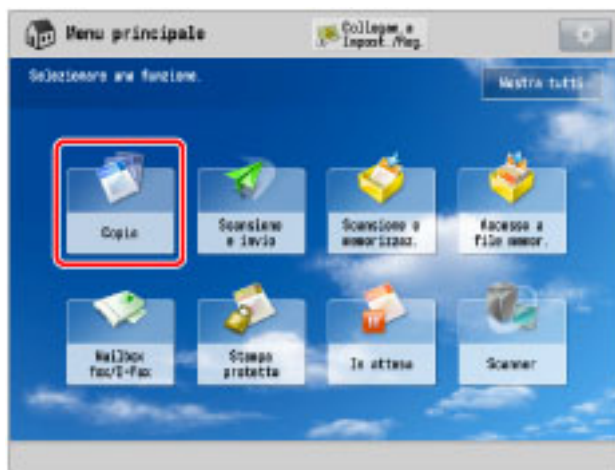 Menu principale
Collegam. a
Impost./Reg.
Selezionare una funzione.
Mostra tutti
Copia
Scansione
e invio
Scansione e
memorizzaz.
Accesso a
file memor.
Mailbox
fax/I-Fax
Stampa
protetta
In attesa
Scanner